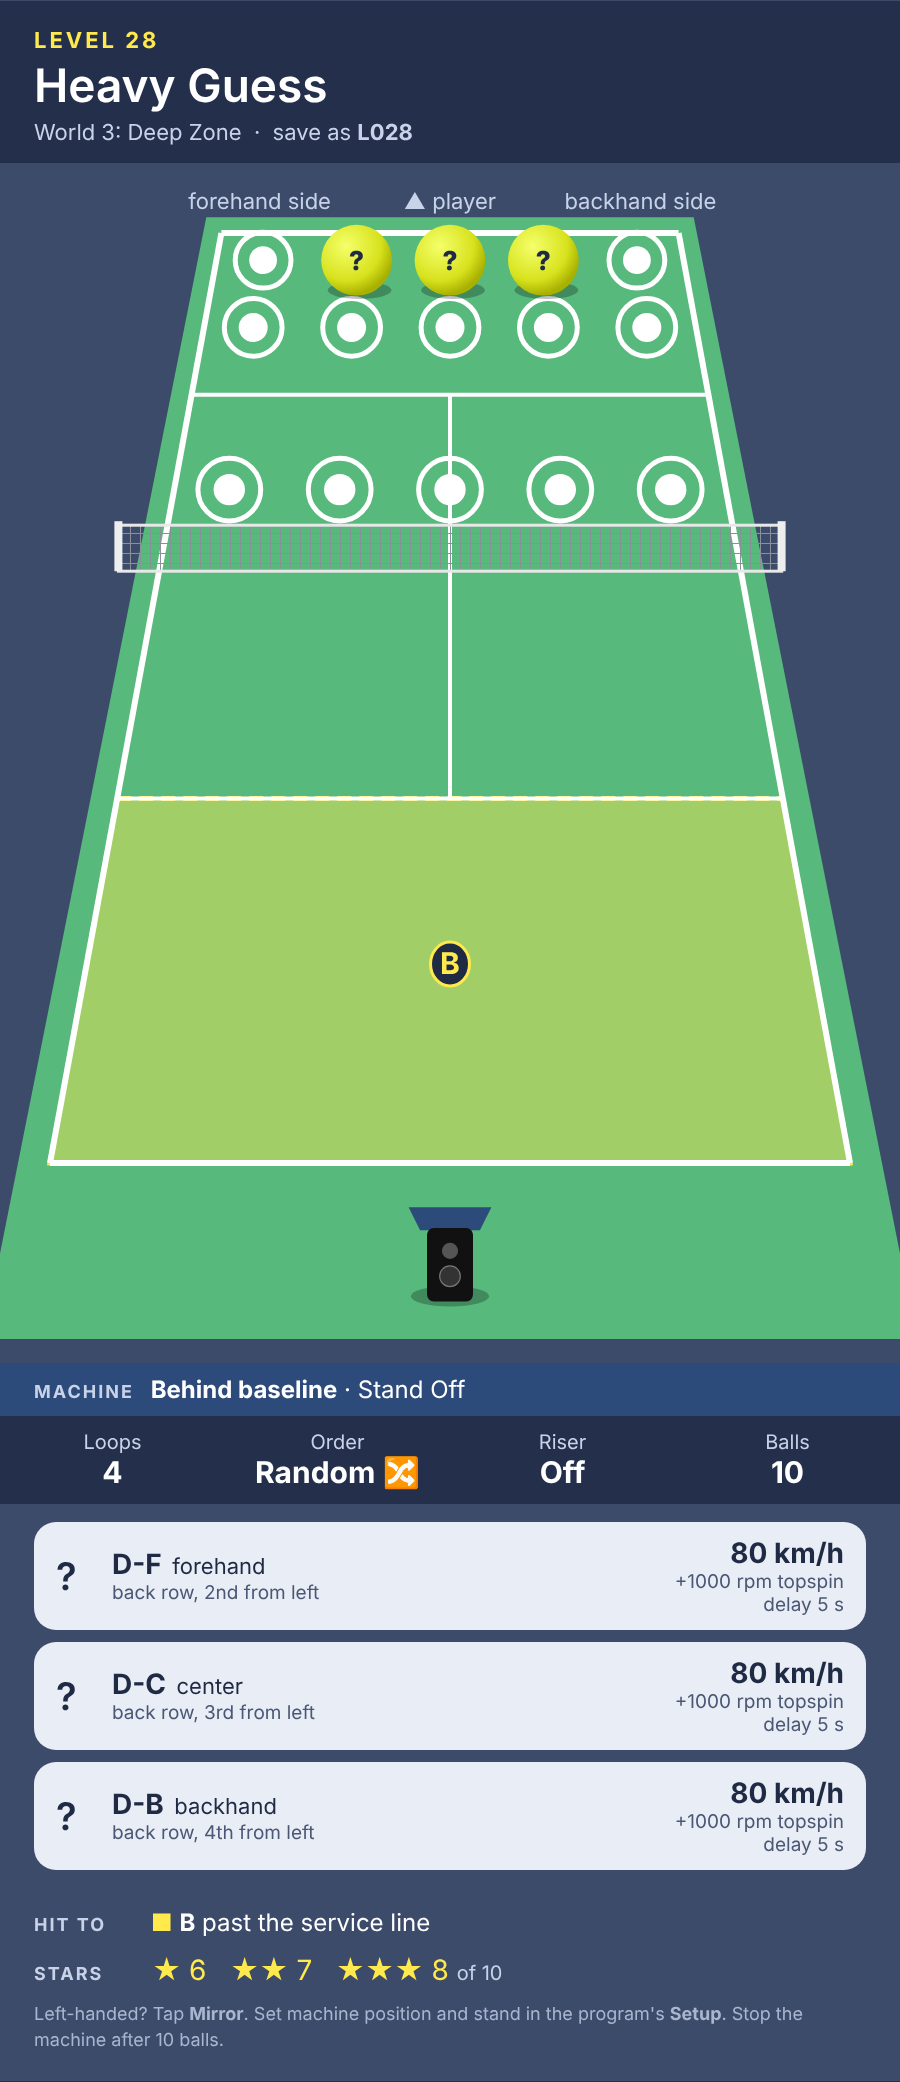 LEVEL 28
Heavy Guess
World 3: Deep Zone · save as L028
forehand side ▲ player backhand side
? ? ?
B
MACHINE Behind baseline · Stand Off
Loops Order Riser Balls
4 Random 🔀 Off 10
? D-F forehand 80 km/h
back row, 2nd from left +1000 rpm topspin
delay 5 s
? D-C center 80 km/h
back row, 3rd from left +1000 rpm topspin
delay 5 s
? D-B backhand 80 km/h
back row, 4th from left +1000 rpm topspin
delay 5 s
HIT TO B past the service line
STARS ★ 6 ★★ 7 ★★★ 8 of 10
Left-handed? Tap Mirror. Set machine position and stand in the program's Setup. Stop the
machine after 10 balls.